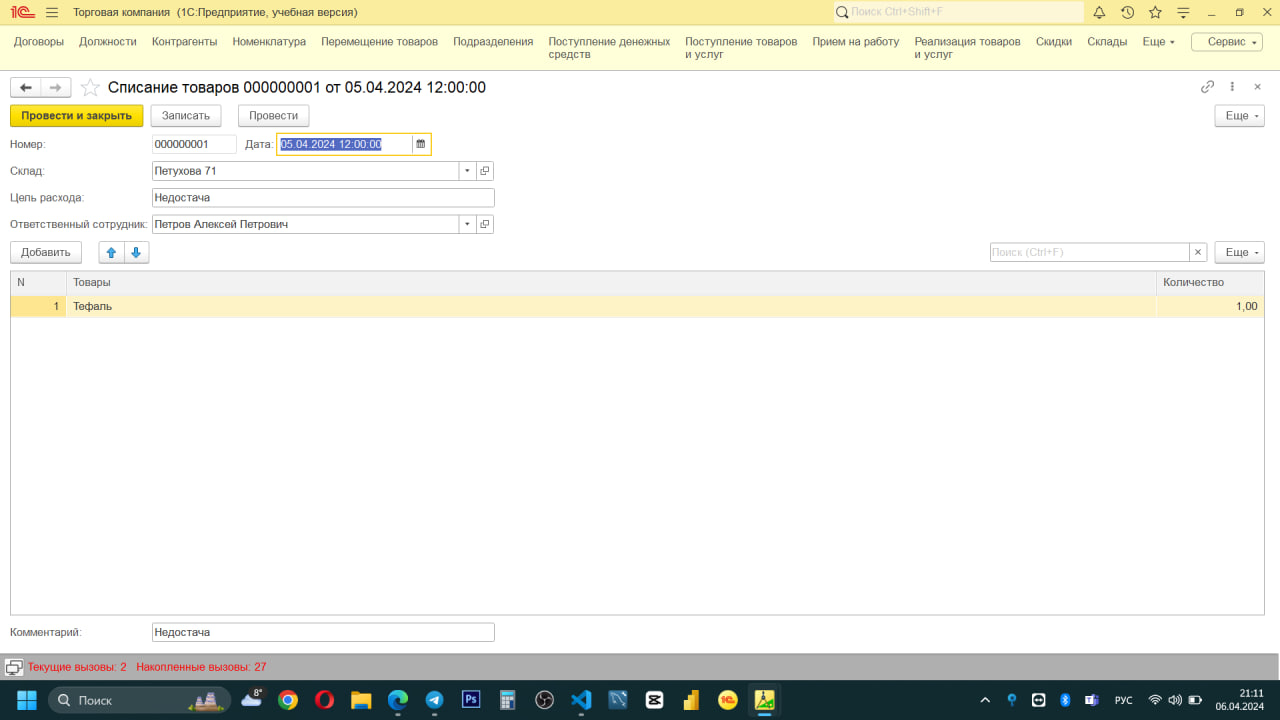 1С Торговая компания (1С:Предприятие, учебная версия) Поиск Ctrl+Shift+F
Договоры Должности Контрагенты Номенклатура Перемещение товаров Подразделения Поступление денежных средств Поступление товаров и услуг Прием на работу Реализация товаров и услуг Скидки Склады Еще Сервис
Списание товаров 000000001 от 05.04.2024 12:00:00
Провести и закрыть Записать Провести Еще
Номер: 000000001 Дата: 05.04.2024 12:00:00
Склад: Петухова 71
Цель расхода: Недостача
Ответственный сотрудник: Петров Алексей Петрович
Добавить Поиск (Ctrl+F) × Еще
N Товары Количество
1 Тефаль 1,00
Комментарий: Недостача
Текущие вызовы: 2 Накопленные вызовы: 27
Поиск 8° Ps 1С РУС 21:11
06.04.2024